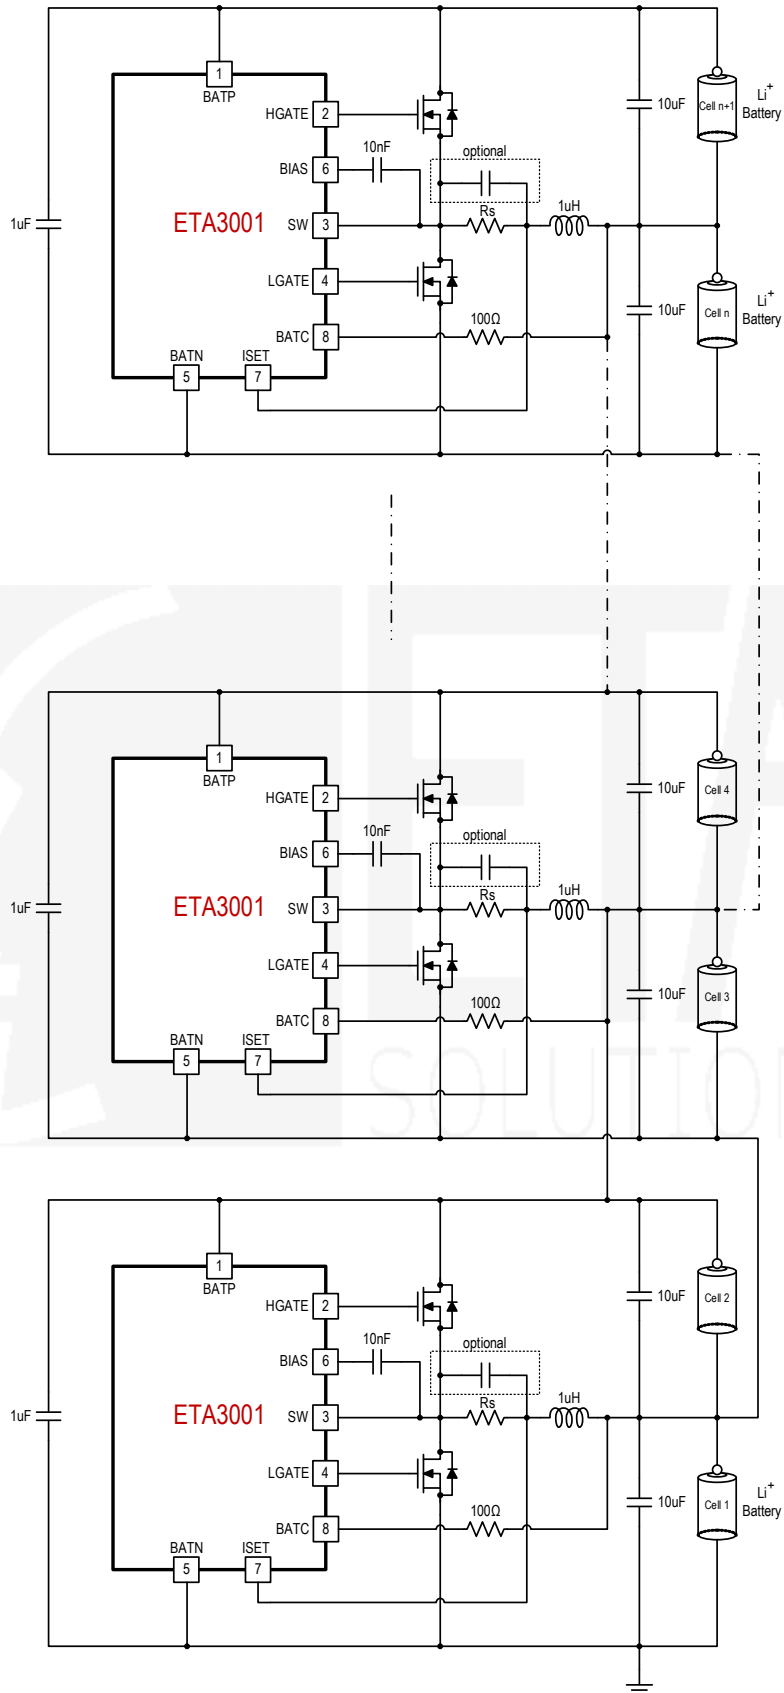 1
BATP
HGATE 2
10nF
optional
BIAS 6
Rs
1uH
1uF
ETA3001
SW 3
LGATE 4
100Ω
BATC 8
BATN
ISET
5
7
10uF
Cell n+1
Li+
Battery
10uF
Cell n
Li+
Battery
1
BATP
HGATE 2
10nF
optional
BIAS 6
Rs
1uH
1uF
ETA3001
SW 3
LGATE 4
100Ω
BATC 8
BATN
ISET
5
7
10uF
Cell 4
10uF
Cell 3
ETA
SOLUTION
1
BATP
HGATE 2
10nF
optional
BIAS 6
Rs
1uH
1uF
ETA3001
SW 3
LGATE 4
100Ω
BATC 8
BATN
ISET
5
7
10uF
Cell 2
10uF
Cell 1
Li+
Battery